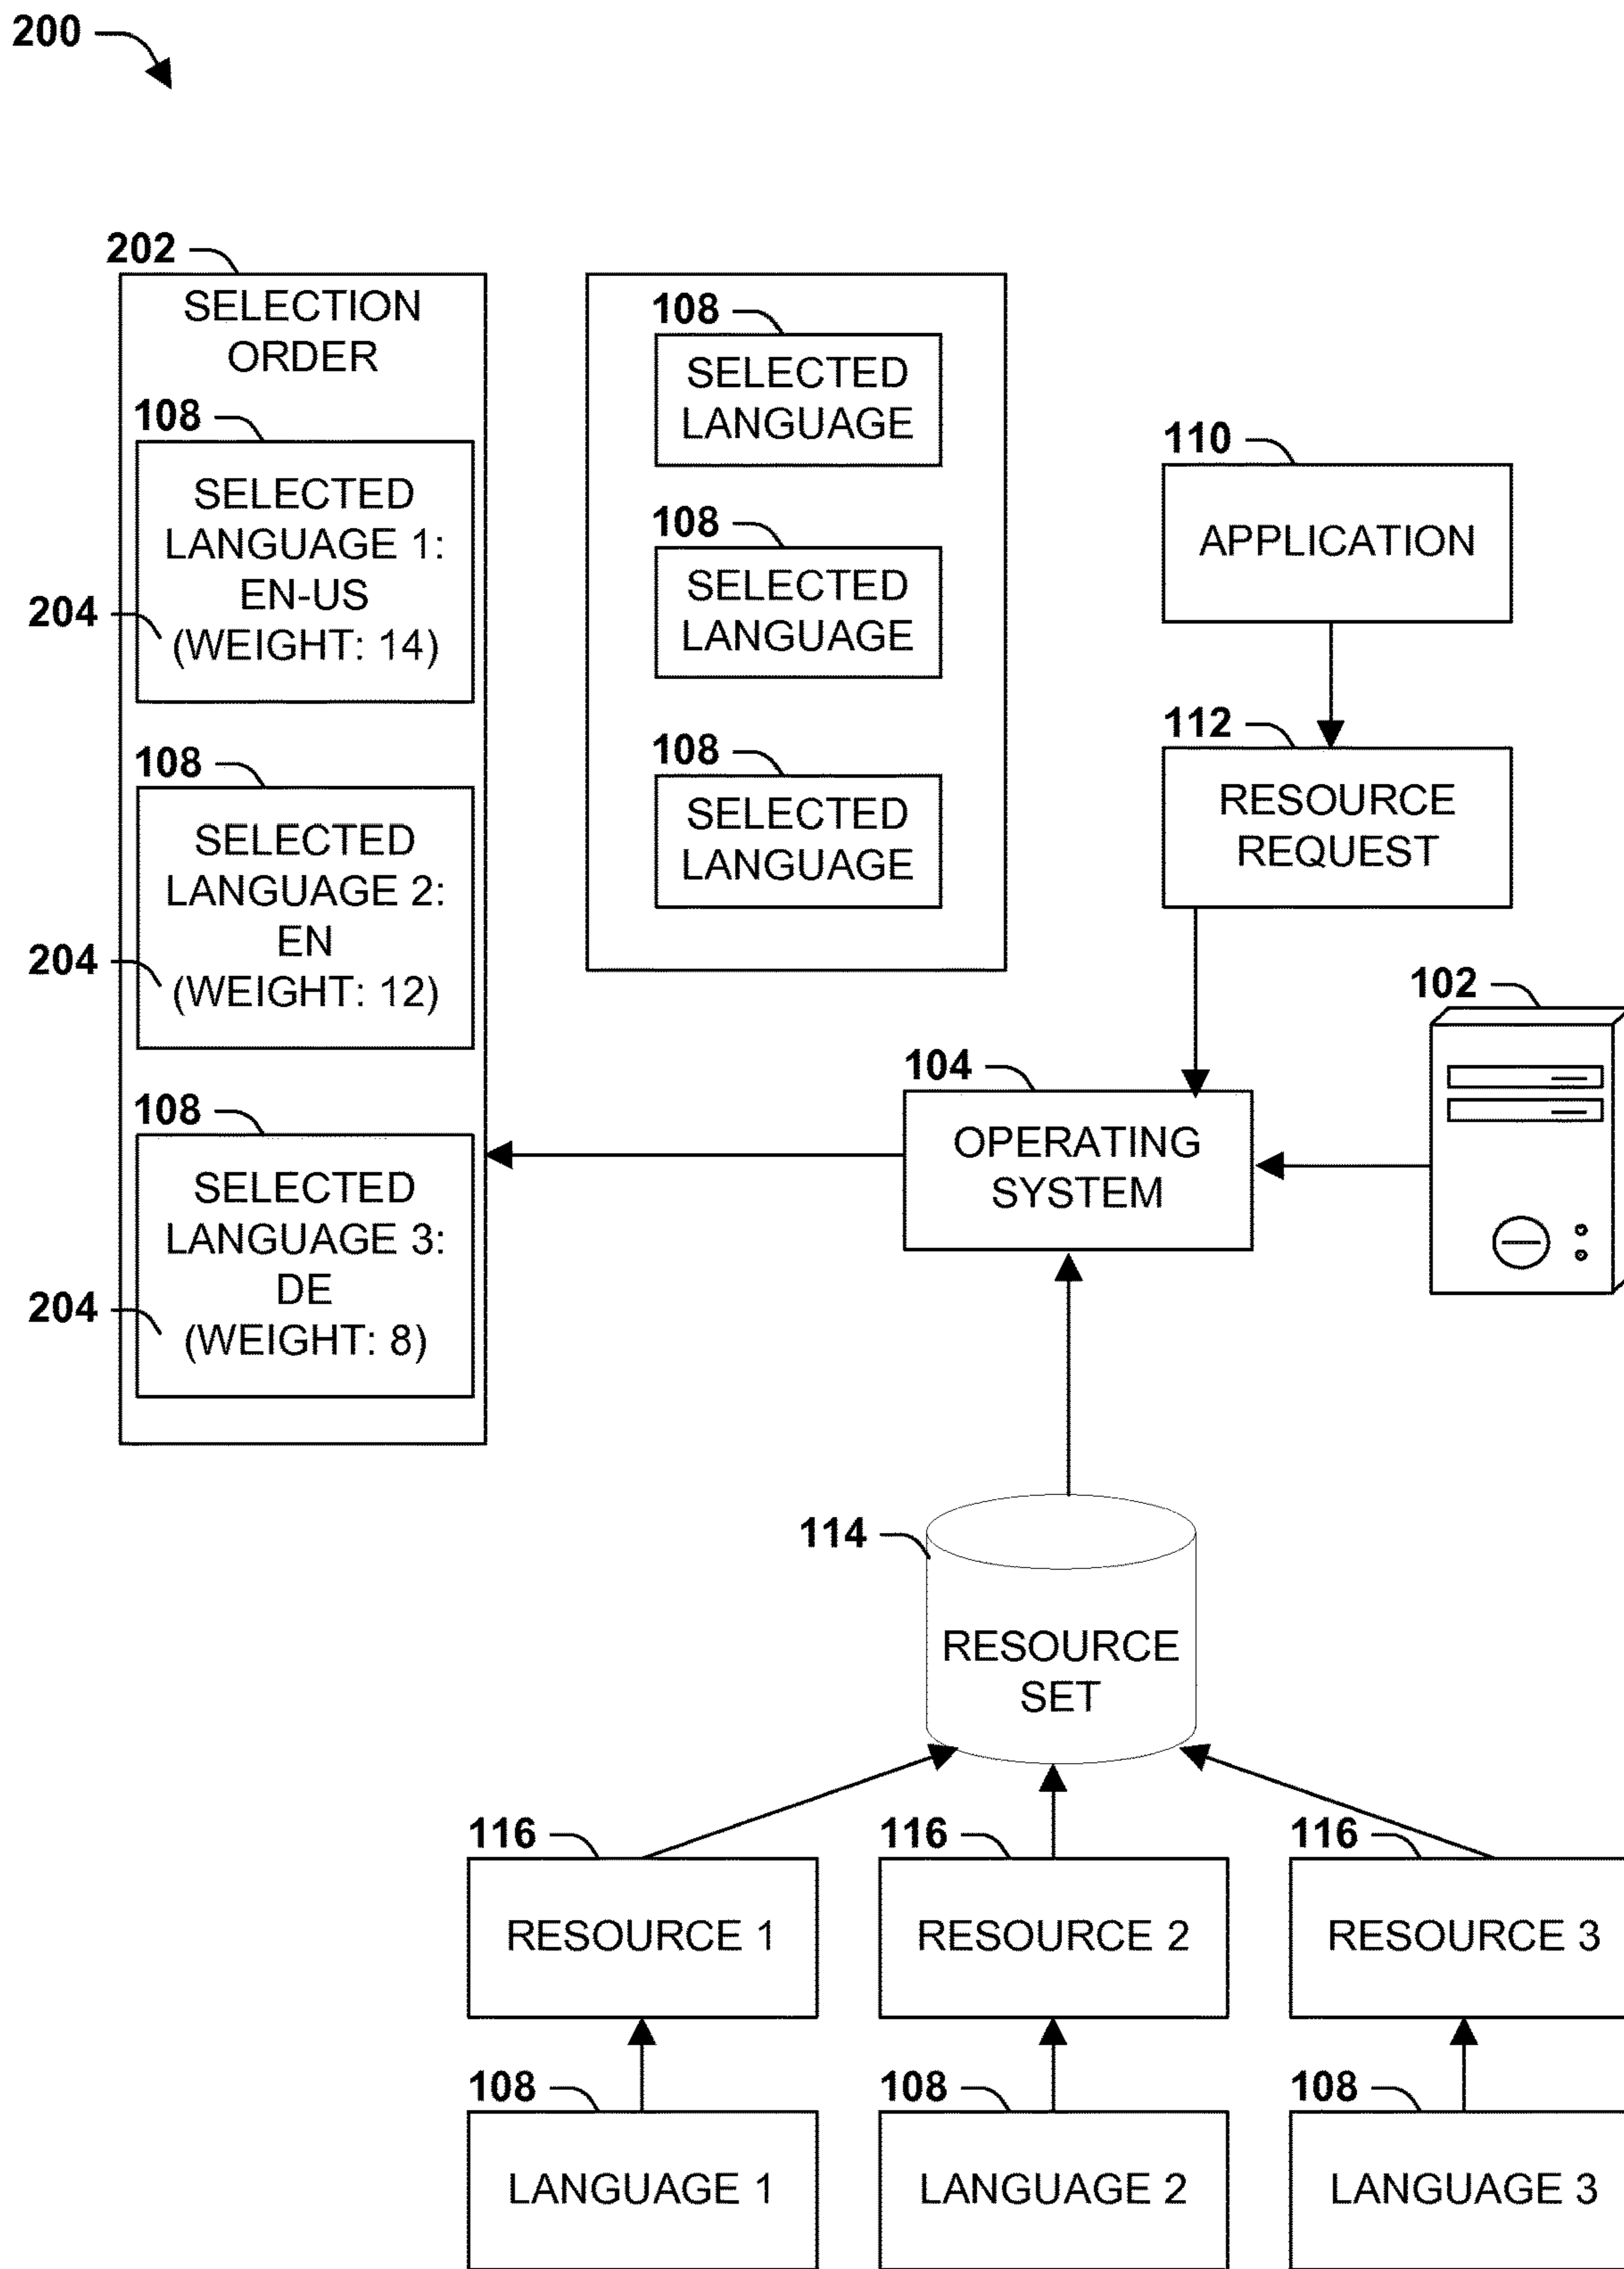 200
202
SELECTION
ORDER
108
SELECTED
LANGUAGE 1:
EN-US
204
(WEIGHT: 14)
108
SELECTED
LANGUAGE 2:
EN
204
(WEIGHT: 12)
108
SELECTED
LANGUAGE 3:
DE
204
(WEIGHT: 8)
108
SELECTED
LANGUAGE
108
SELECTED
LANGUAGE
108
SELECTED
LANGUAGE
110
APPLICATION
112
RESOURCE
REQUEST
102
104
OPERATING
SYSTEM
114
RESOURCE
SET
116
RESOURCE 1
116
RESOURCE 2
116
RESOURCE 3
108
LANGUAGE 1
108
LANGUAGE 2
108
LANGUAGE 3